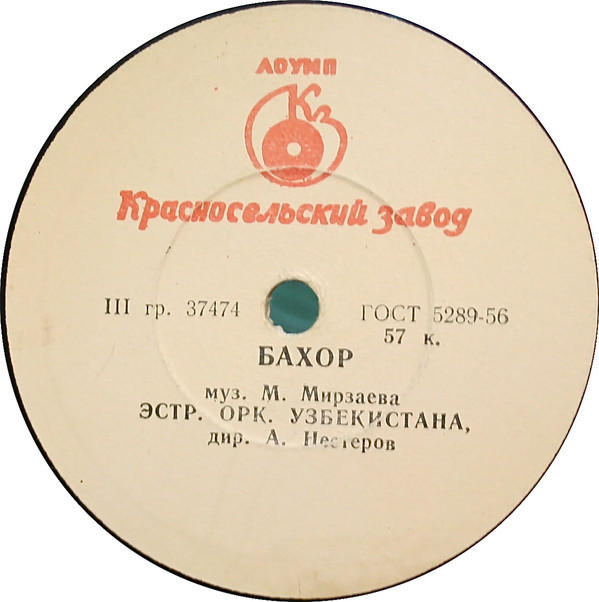 ЛОУМП
КЗ
Красносельский завод
III гр. 37474 ГОСТ 5289-56
57 к.
БАХОР
муз. М. Мирзаева
ЭСТР. ОРК. УЗБЕКИСТАНА,
дир. А. Нестеров